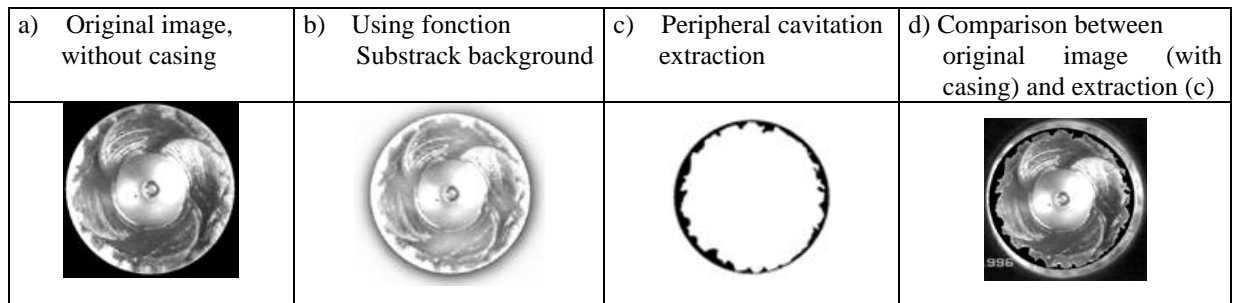 a) Original image,
without casing
b) Using fonction
Substrack background
c) Peripheral cavitation
extraction
d) Comparison between
original image (with
casing) and extraction (c)
996